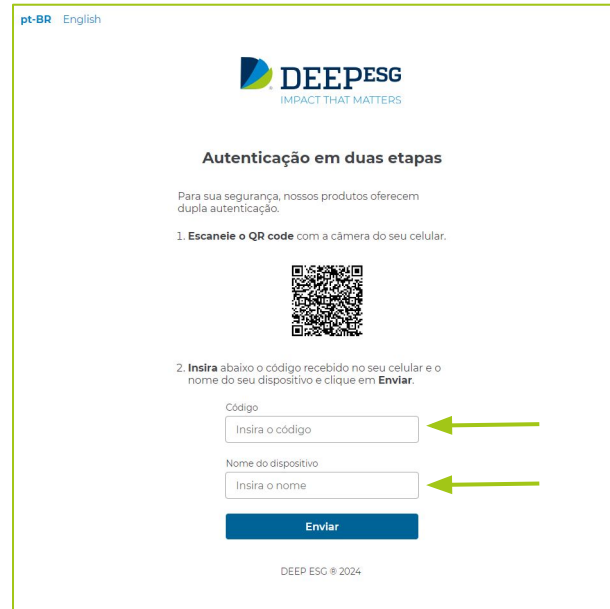 pt-BR English
DEEPESG
IMPACT THAT MATTERS
Autenticação em duas etapas
Para sua segurança, nossos produtos oferecem
dupla autenticação.
1. Escaneie o QR code com a câmera do seu celular.
2. Insira abaixo o código recebido no seu celular e o
nome do seu dispositivo e clique em Enviar.
Código
Insira o código
Nome do dispositivo
Insira o nome
Enviar
DEEP ESG ® 2024